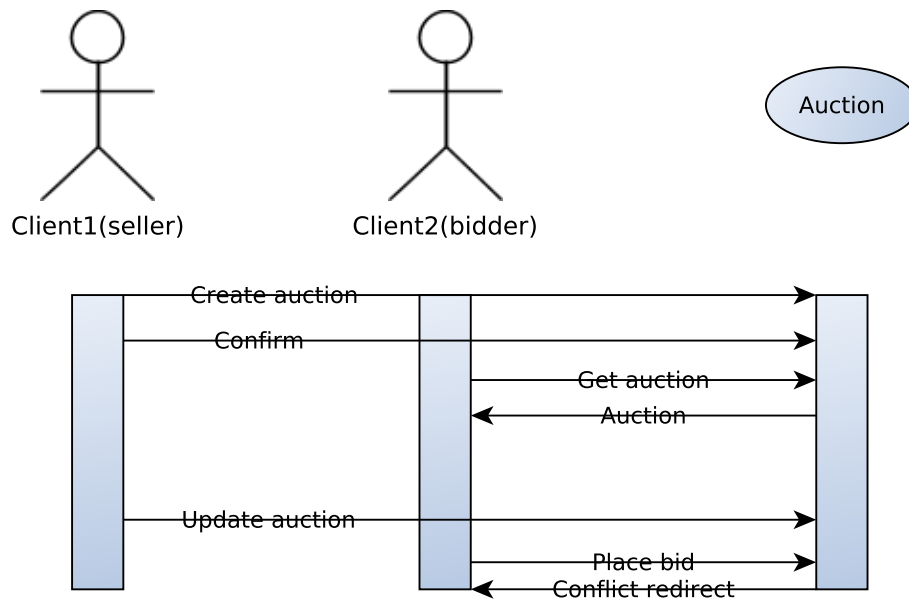 Auction
Client1(seller)
Client2(bidder)
Create auction
Confirm
Get auction
Auction
Update auction
Place bid
Conflict redirect